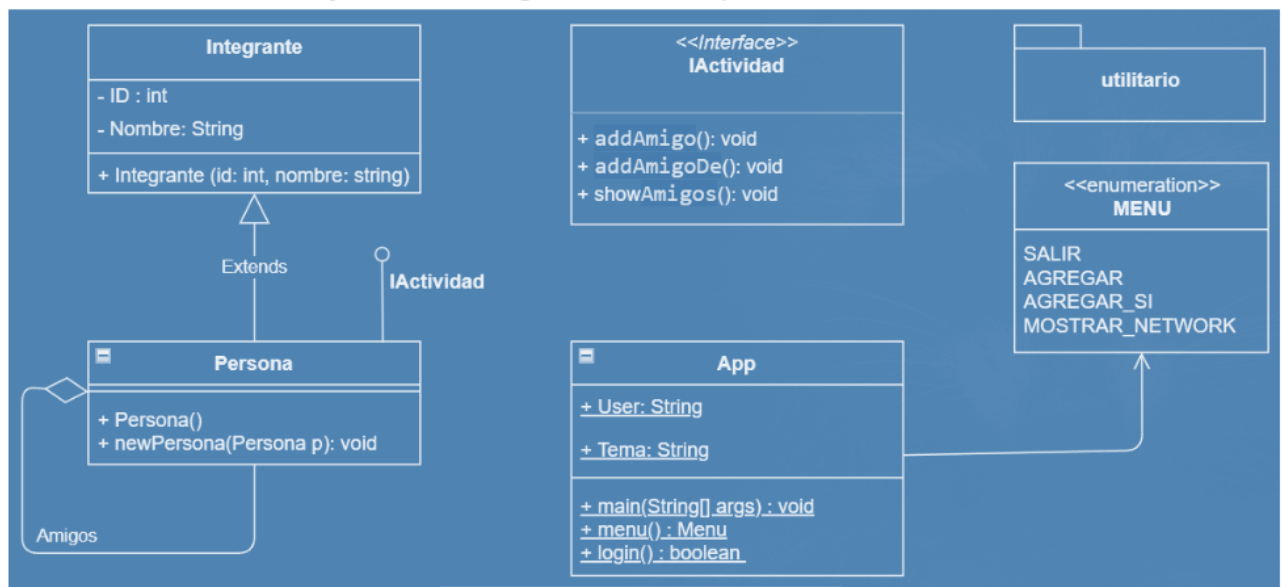 Integrante
- ID : int
- Nombre: String
+ Integrante (id: int, nombre: string)
Extends
IActividad
Persona
+ Persona()
+ newPersona(Persona p): void
Amigos
<<Interface>>
IActividad
+ addAmigo(): void
+ addAmigoDe(): void
+ showAmigos(): void
App
+ User: String
+ Tema: String
+ main(String[] args) : void
+ menu() : Menu
+ login() : boolean
utilitario
<<enumeration>>
MENU
SALIR
AGREGAR
AGREGAR_SI
MOSTRAR_NETWORK